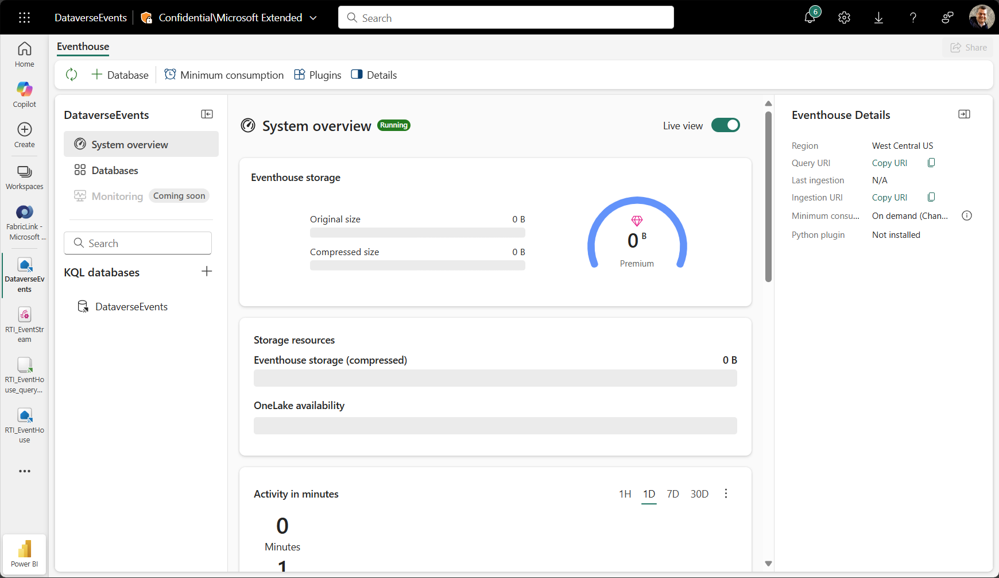 DataverseEvents
Confidential\Microsoft Extended
Search
6
Home
Copilot
Create
Workspaces
FabricLink -
Microsoft ...
DataverseEv
ents
RTI_EventStr
eam
RTI_EventHo
use_query...
RTI_EventHo
use
Power BI
Eventhouse
Share
Database
Minimum consumption
Plugins
Details
DataverseEvents
System overview
Databases
Monitoring
Coming soon
Search
KQL databases
DataverseEvents
System overview
Running
Live view
Eventhouse storage
Original size
0 B
Compressed size
0 B
0 B
Premium
Storage resources
Eventhouse storage (compressed)
0 B
OneLake availability
Activity in minutes
1H
1D
7D
30D
0
Minutes
1
Eventhouse Details
Region
West Central US
Query URI
Copy URI
Last ingestion
N/A
Ingestion URI
Copy URI
Minimum consu...
On demand (Chan...
Python plugin
Not installed